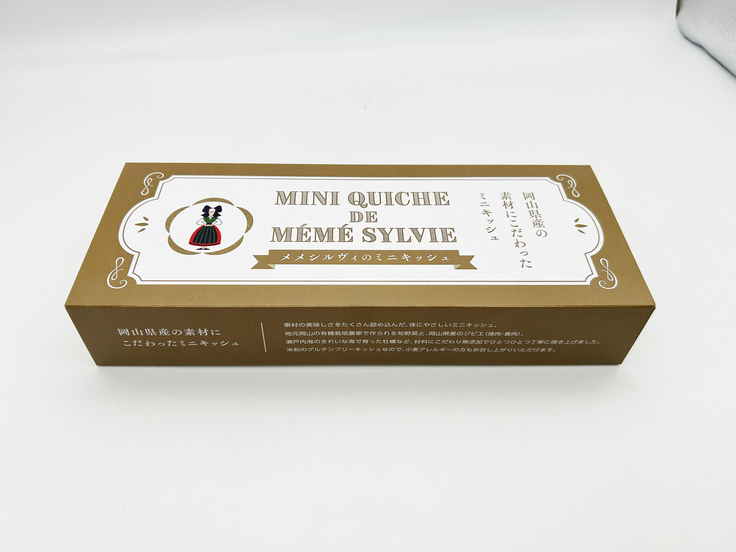 MINI QUICHE
DE
MÉMÉ SYLVIE
メメシルヴィのミニキッシュ
岡山県産の
素材にこだわった
ミニキッシュ
岡山県産の素材に
こだわったミニキッシュ
素材の美味しさをたくさん詰め込んだ、体にやさしいミニキッシュ。
地元岡山の有機栽培農家で作られる旬野菜と、岡山県産のジビエ(猪肉・鹿肉)、
瀬戸内海のきれいな海で育った牡蠣など、材料にこだわり無添加でひとつひとつ丁寧に焼き上げました。
米粉のグルテンフリーキッシュなので、小麦アレルギーの方もお召し上がりいただけます。